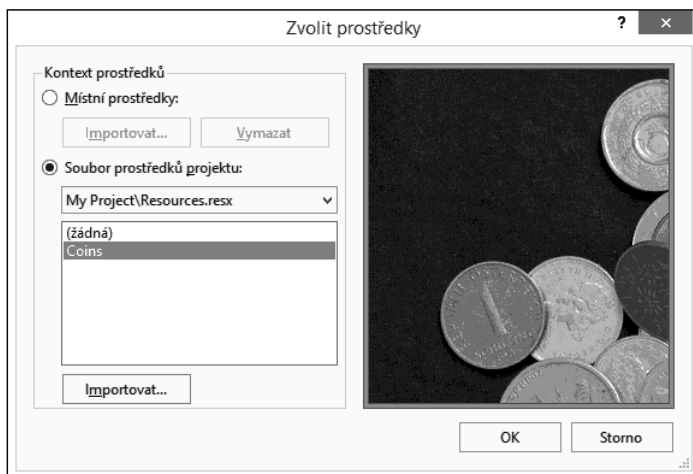 Zvolit prostředky
?
Kontext prostředků
Místní prostředky:
Importovat... Vymazat
Soubor prostředků projektu:
My Project\Resources.resx
(žádná)
Coins
Importovat...
OK Storno